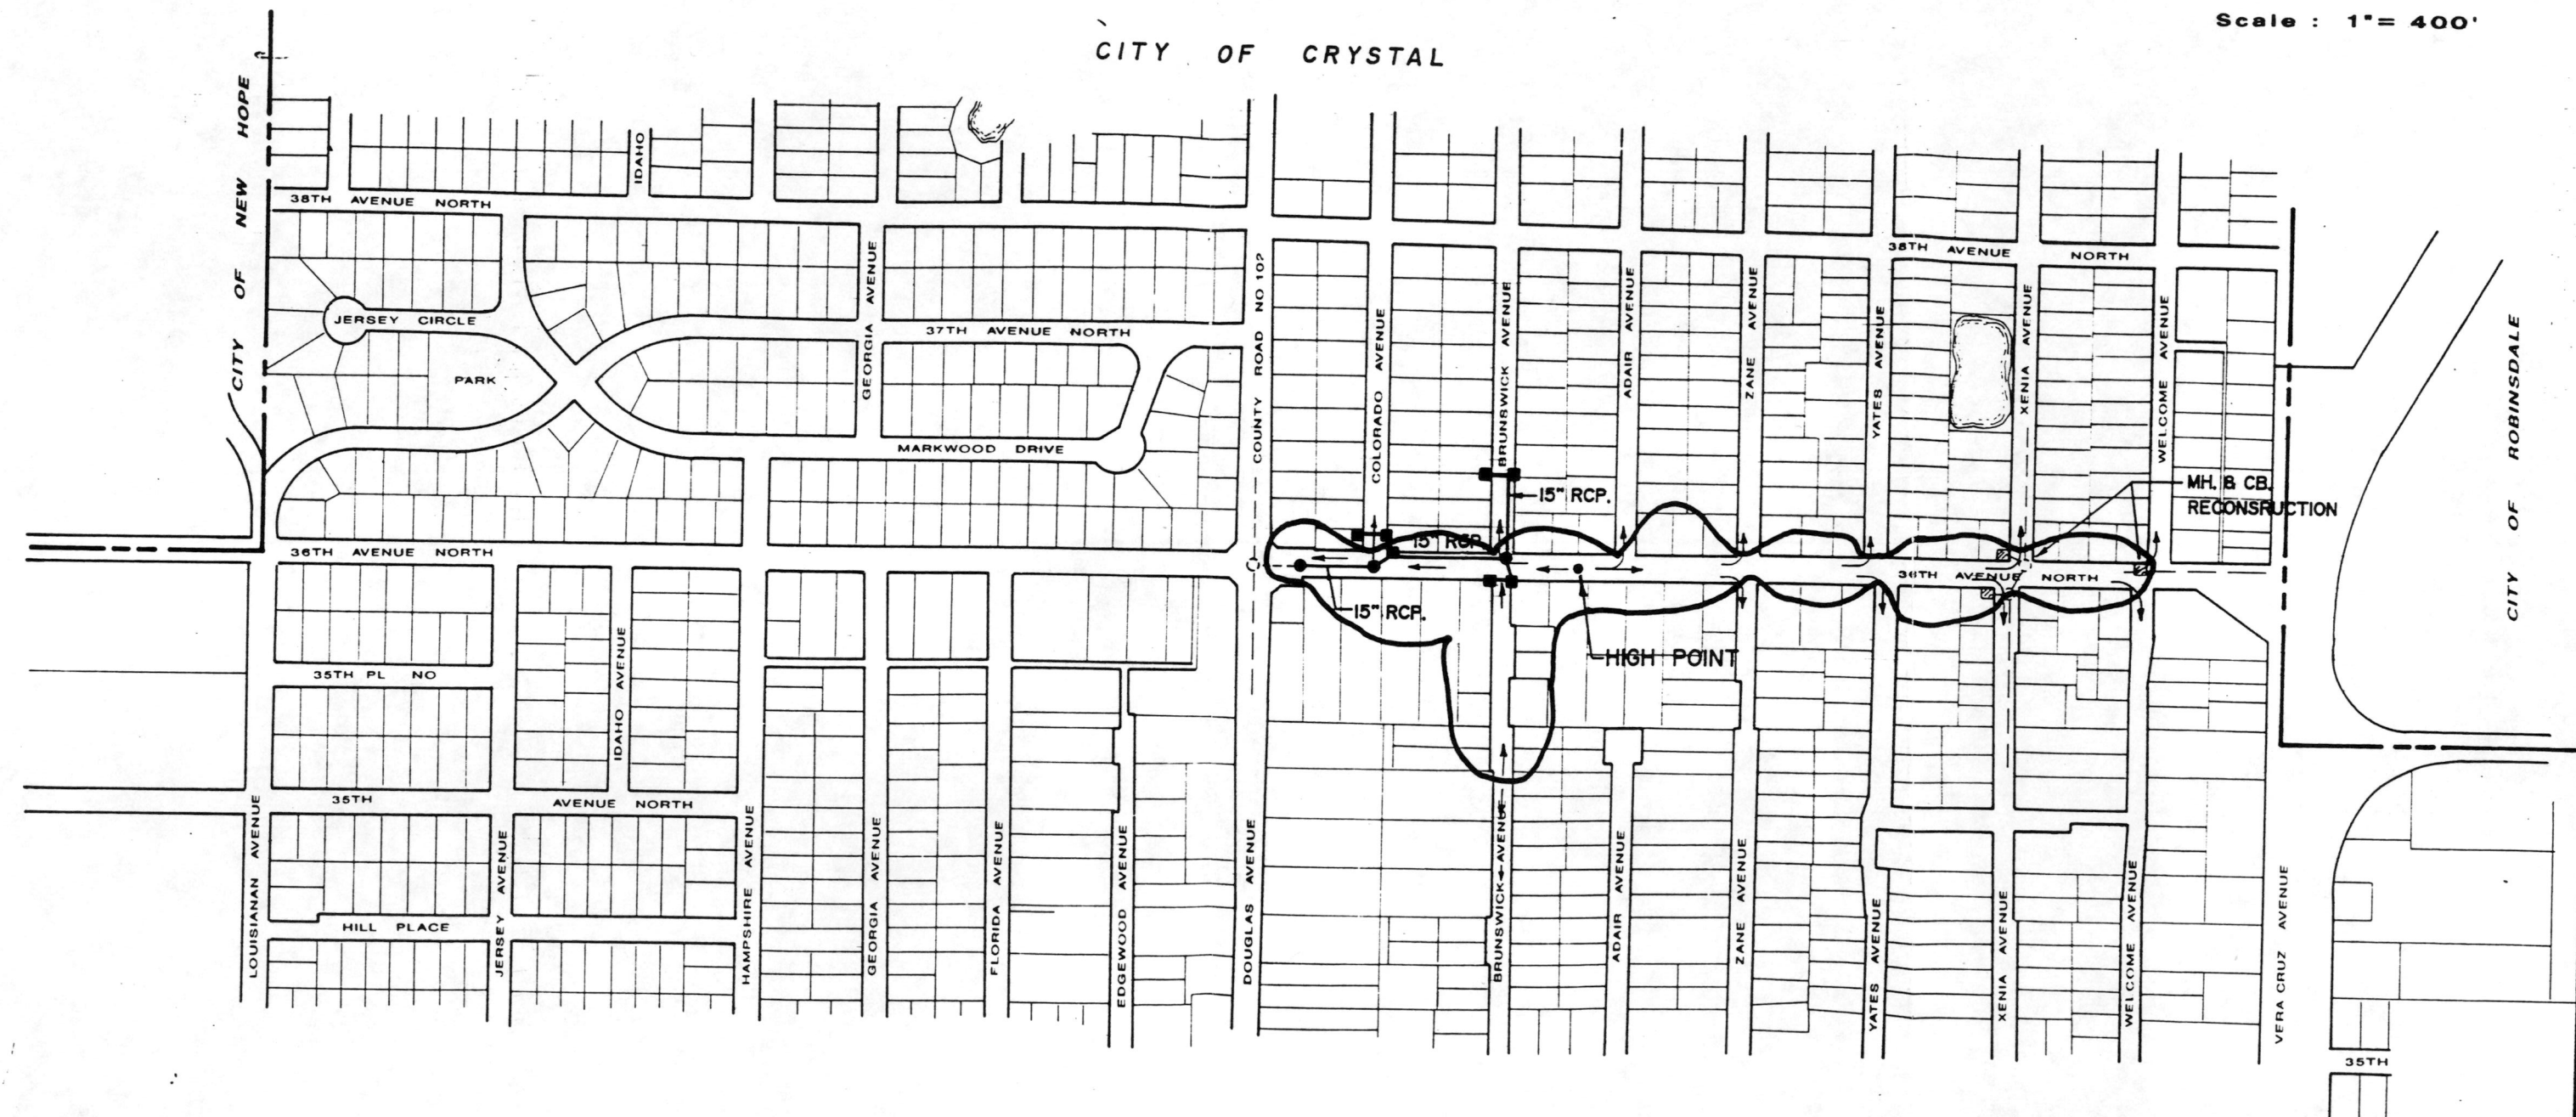 Scale : 1"= 400'
CITY OF CRYSTAL
CITY OF NEW HOPE
IDAHO
38TH AVENUE NORTH
38TH AVENUE NORTH
JERSEY CIRCLE
37TH AVENUE NORTH
GEORGIA AVENUE
PARK
MARKWOOD DRIVE
COUNTY ROAD NO 102
COLORADO AVENUE
BRUNSWICK AVENUE
ADAIR AVENUE
ZANE AVENUE
YATES AVENUE
XENIA AVENUE
WELCOME AVENUE
CITY OF ROBINSDALE
MH. & CB.
RECONSRUCTION
15" RCP.
15" RCP.
15" RCP.
36TH AVENUE NORTH
36TH AVENUE NORTH
HIGH POINT
35TH PL NO
IDAHO AVENUE
35TH AVENUE NORTH
HILL PLACE
LOUISIANAN AVENUE
JERSEY AVENUE
HAMPSHIRE AVENUE
GEORGIA AVENUE
FLORIDA AVENUE
EDGEWOOD AVENUE
DOUGLAS AVENUE
BRUNSWICK AVENUE
ADAIR AVENUE
ZANE AVENUE
YATES AVENUE
XENIA AVENUE
WELCOME AVENUE
VERA CRUZ AVENUE
35TH